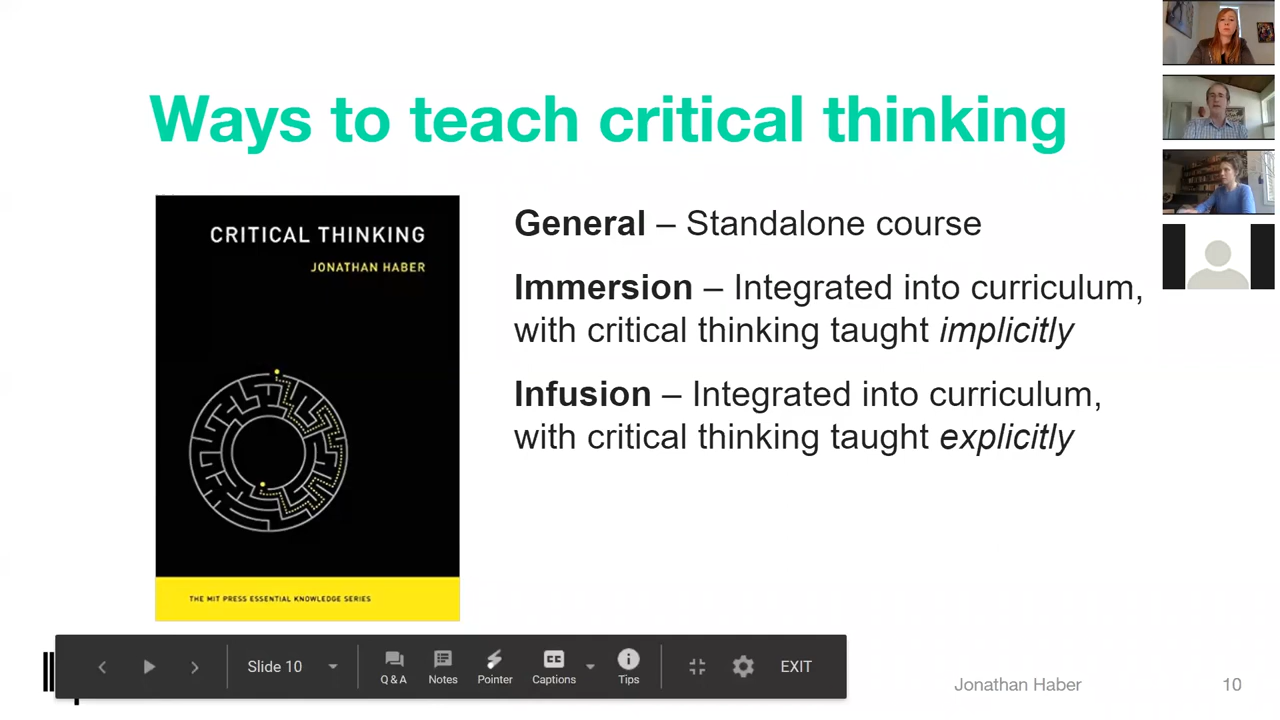 Ways to teach critical thinking
CRITICAL THINKING
JONATHAN HABER
THE MIT PRESS ESSENTIAL KNOWLEDGE SERIES
General – Standalone course
Immersion – Integrated into curriculum,
with critical thinking taught implicitly
Infusion – Integrated into curriculum,
with critical thinking taught explicitly
Slide 10
Q & A
Notes
Pointer
CC
Captions
Tips
EXIT
Jonathan Haber
10